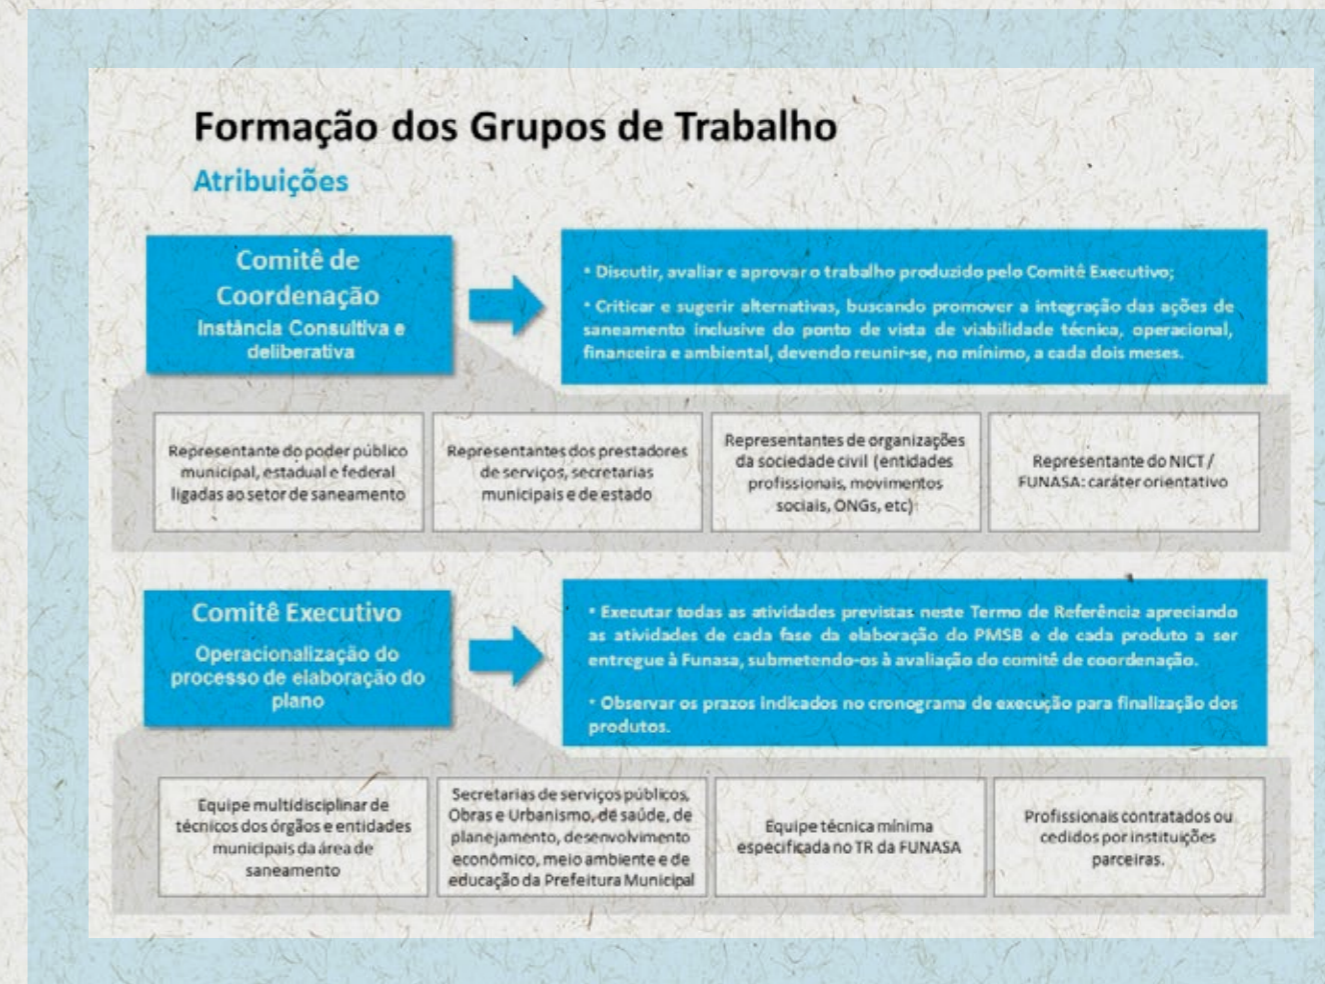 Formação dos Grupos de Trabalho
Atribuições
Comitê de
Coordenação
Instância Consultiva e
deliberativa
• Discutir, avaliar e aprovar o trabalho produzido pelo Comitê Executivo;
• Criticar e sugerir alternativas, buscando promover a integração das ações de
saneamento inclusive do ponto de vista de viabilidade técnica, operacional,
financeira e ambiental, devendo reunir-se, no mínimo, a cada dois meses.
Representante do poder público
municipal, estadual e federal
ligadas ao setor de saneamento
Representantes dos prestadores
de serviços, secretarias
municipais e de estado
Representantes de organizações
da sociedade civil (entidades
profissionais, movimentos
sociais, ONGs, etc)
Representante do NICT /
FUNASA: caráter orientativo
Comitê Executivo
Operacionalização do
processo de elaboração do
plano
• Executar todas as atividades previstas neste Termo de Referência apreciando
as atividades de cada fase da elaboração do PMSB e de cada produto a ser
entregue à Funasa, submetendo-os à avaliação do comitê de coordenação.
• Observar os prazos indicados no cronograma de execução para finalização dos
produtos.
Equipe multidisciplinar de
técnicos dos órgãos e entidades
municipais da área de
saneamento
Secretarias de serviços públicos,
Obras e Urbanismo, de saúde, de
planejamento, desenvolvimento
econômico, meio ambiente e de
educação da Prefeitura Municipal
Equipe técnica mínima
especificada no TR da FUNASA
Profissionais contratados ou
cedidos por instituições
parceiras.